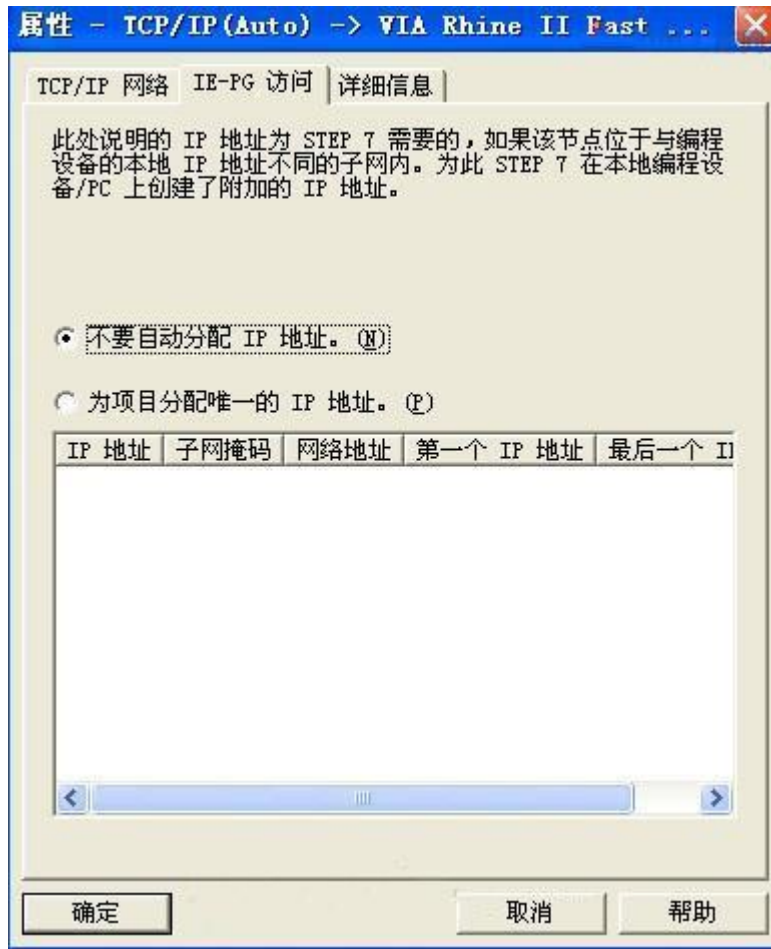 属性 - TCP/IP(Auto) -> VIA Rhine II Fast ...
TCP/IP 网络 IE-PG 访问 详细信息
此处说明的 IP 地址为 STEP 7 需要的，如果该节点位于与编程
设备的本地 IP 地址不同的子网内。为此 STEP 7 在本地编程设
备/PC 上创建了附加的 IP 地址。
不要自动分配 IP 地址。(N)
为项目分配唯一的 IP 地址。(P)
IP 地址 子网掩码 网络地址 第一个 IP 地址 最后一个 I
确定 取消 帮助